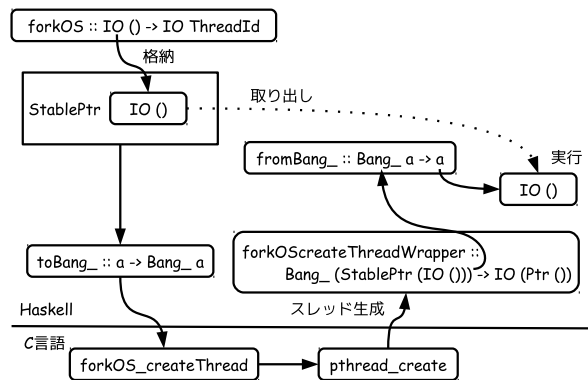 forkOS :: IO () -> IO ThreadId
格納
StablePtr
IO ()
取り出し
実行
fromBang_ :: Bang_ a -> a
IO ()
toBang_ :: a -> Bang_ a
forkOScreateThreadWrapper ::
Bang_ (StablePtr (IO ())) -> IO (Ptr ())
Haskell
スレッド生成
C言語
forkOS_createThread
pthread_create